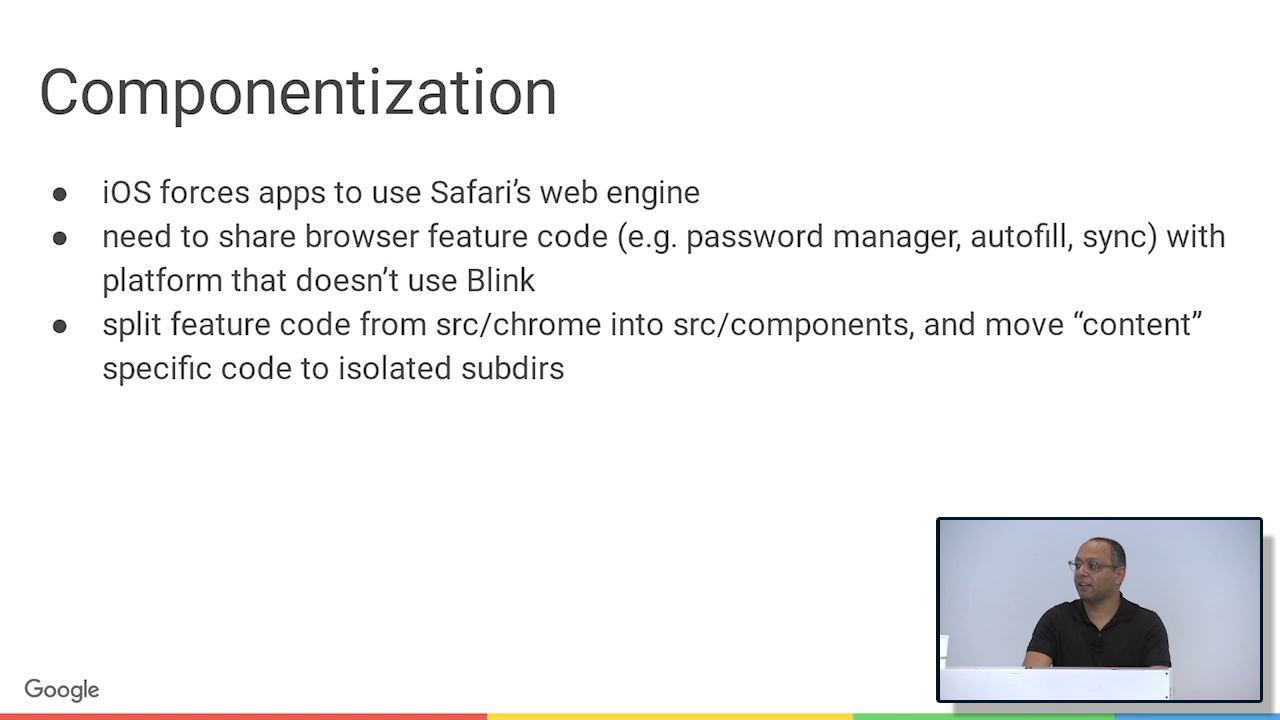 Componentization
● iOS forces apps to use Safari’s web engine
● need to share browser feature code (e.g. password manager, autofill, sync) with
platform that doesn’t use Blink
● split feature code from src/chrome into src/components, and move “content”
specific code to isolated subdirs
Google